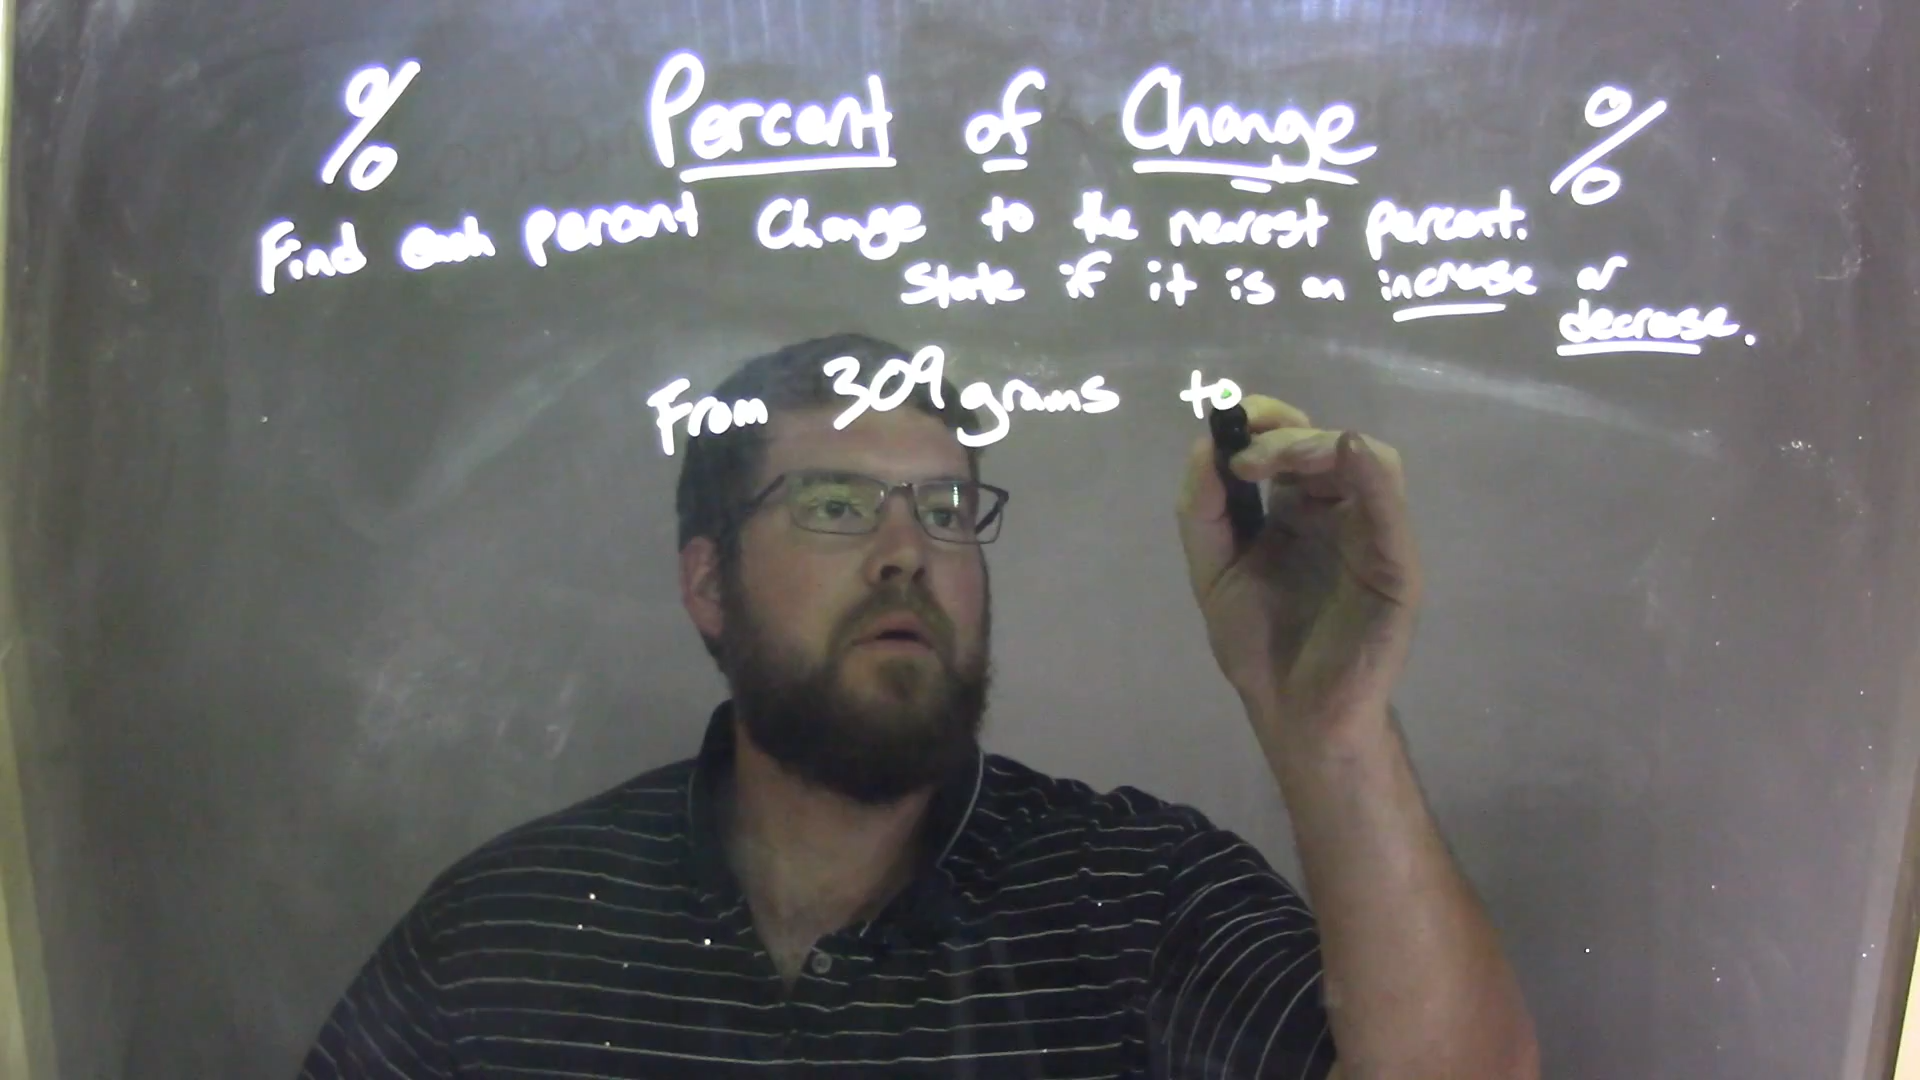 % Percent of Change %
Find each percent Change to the nearest percent.
State if it is an increase or
decrease.
From 309 grams to